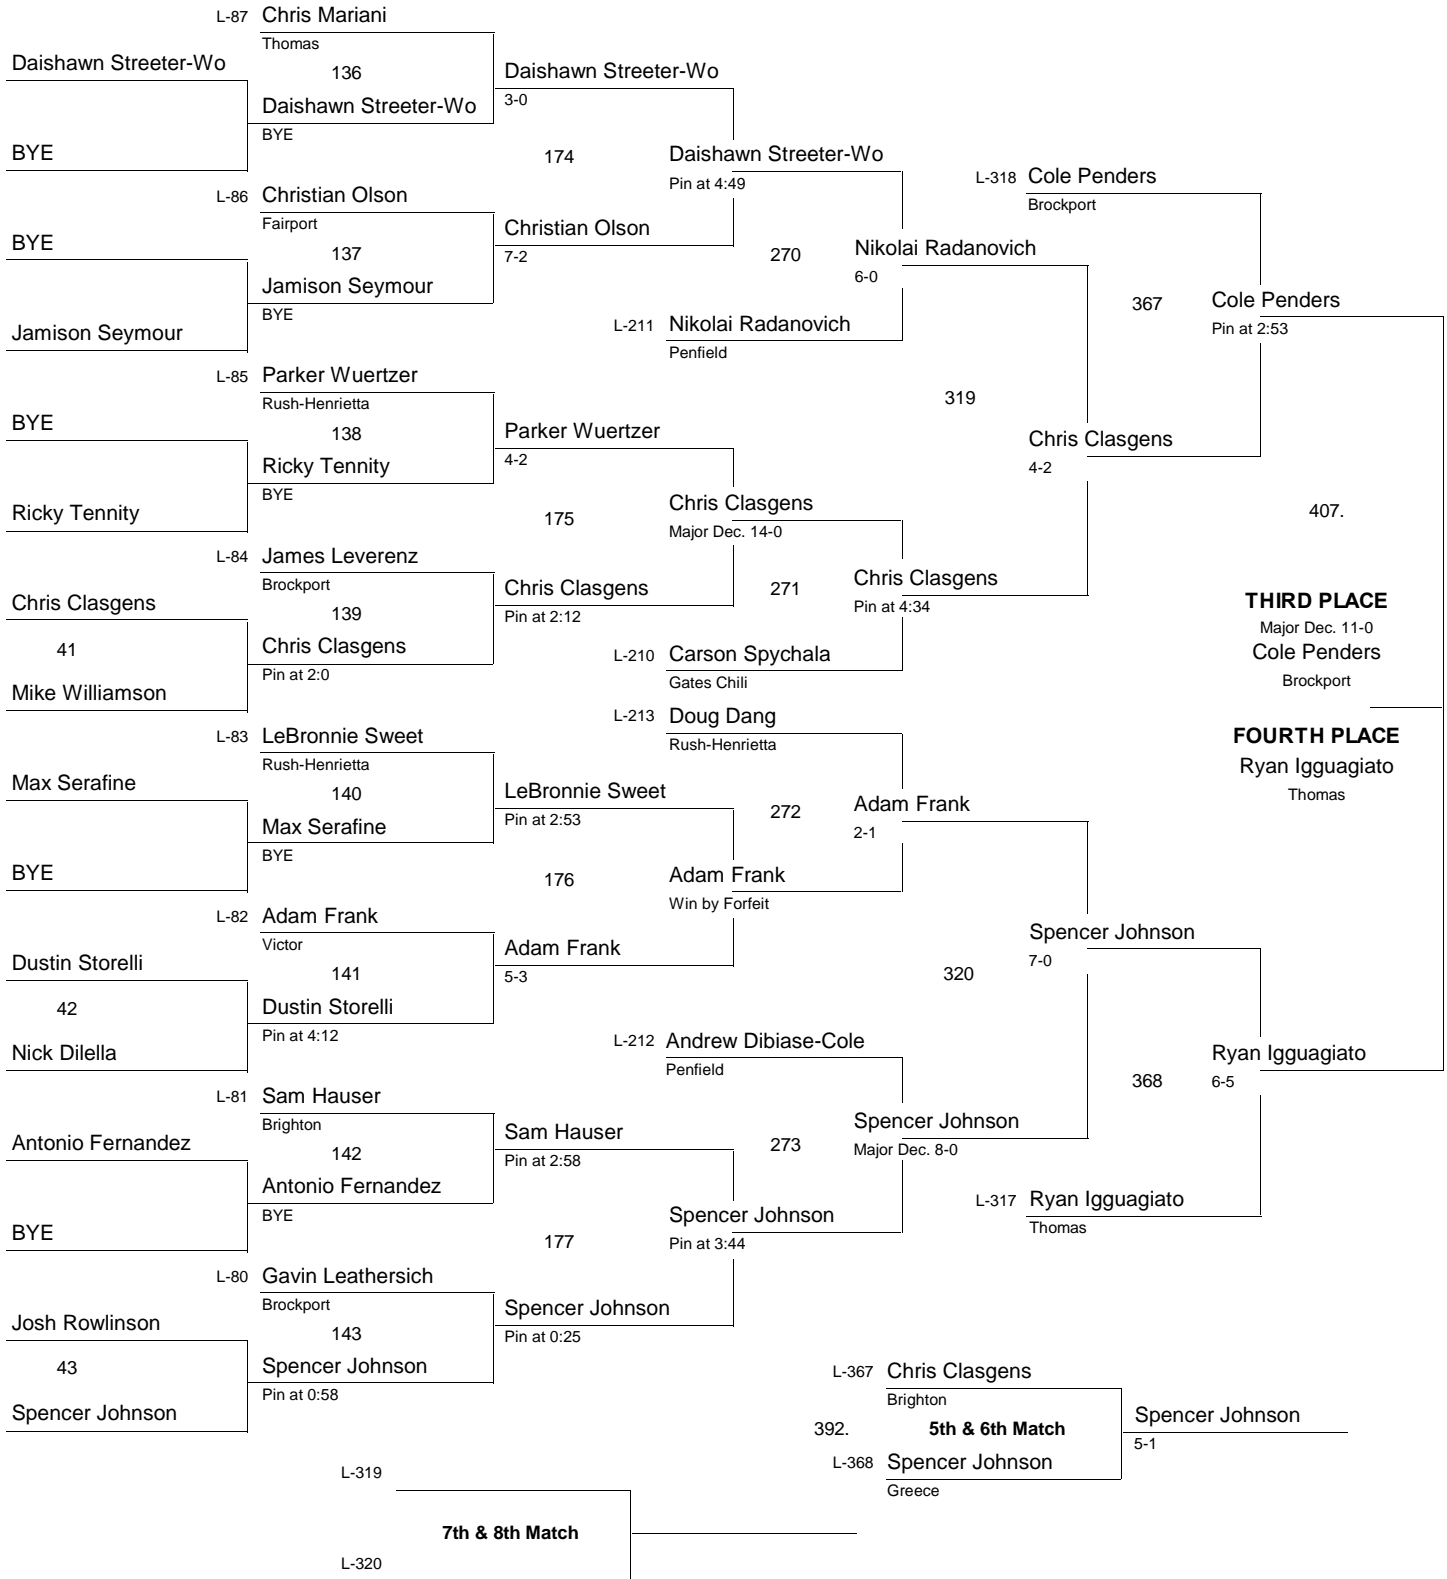 L-87 Chris Mariani
Thomas
Daishawn Streeter-Wo
136
Daishawn Streeter-Wo
3-0
Daishawn Streeter-Wo
BYE
BYE
174
Daishawn Streeter-Wo
Pin at 4:49
L-318 Cole Penders
Brockport
L-86 Christian Olson
Fairport
Christian Olson
7-2
BYE
137
270
Nikolai Radanovich
6-0
Jamison Seymour
BYE
367
Cole Penders
Pin at 2:53
Jamison Seymour
L-211 Nikolai Radanovich
Penfield
L-85 Parker Wuertzer
Rush-Henrietta
319
BYE
138
Parker Wuertzer
4-2
Chris Clasgens
4-2
Ricky Tennity
BYE
Ricky Tennity
175
Chris Clasgens
Major Dec. 14-0
407.
L-84 James Leverenz
Brockport
Chris Clasgens
Pin at 2:12
271
Chris Clasgens
Pin at 4:34
Chris Clasgens
139
THIRD PLACE
Major Dec. 11-0
Cole Penders
Brockport
41
Chris Clasgens
Pin at 2:0
L-210 Carson Spychala
Gates Chili
Mike Williamson
L-213 Doug Dang
Rush-Henrietta
L-83 LeBronnie Sweet
Rush-Henrietta
FOURTH PLACE
Ryan Igguagiato
Thomas
Max Serafine
140
LeBronnie Sweet
Pin at 2:53
272
Adam Frank
2-1
Max Serafine
BYE
BYE
176
Adam Frank
Win by Forfeit
L-82 Adam Frank
Victor
Adam Frank
5-3
Spencer Johnson
7-0
Dustin Storelli
141
320
42
Dustin Storelli
Pin at 4:12
Nick Dilella
L-212 Andrew Dibiase-Cole
Penfield
Ryan Igguagiato
6-5
368
L-81 Sam Hauser
Brighton
Antonio Fernandez
142
Sam Hauser
Pin at 2:58
273
Spencer Johnson
Major Dec. 8-0
Antonio Fernandez
BYE
L-317 Ryan Igguagiato
Thomas
BYE
177
Spencer Johnson
Pin at 3:44
L-80 Gavin Leathersich
Brockport
Josh Rowlinson
143
Spencer Johnson
Pin at 0:25
43
Spencer Johnson
Pin at 0:58
Spencer Johnson
L-367 Chris Clasgens
Brighton
392.
5th & 6th Match
Spencer Johnson
5-1
L-368 Spencer Johnson
Greece
L-319
7th & 8th Match
L-320